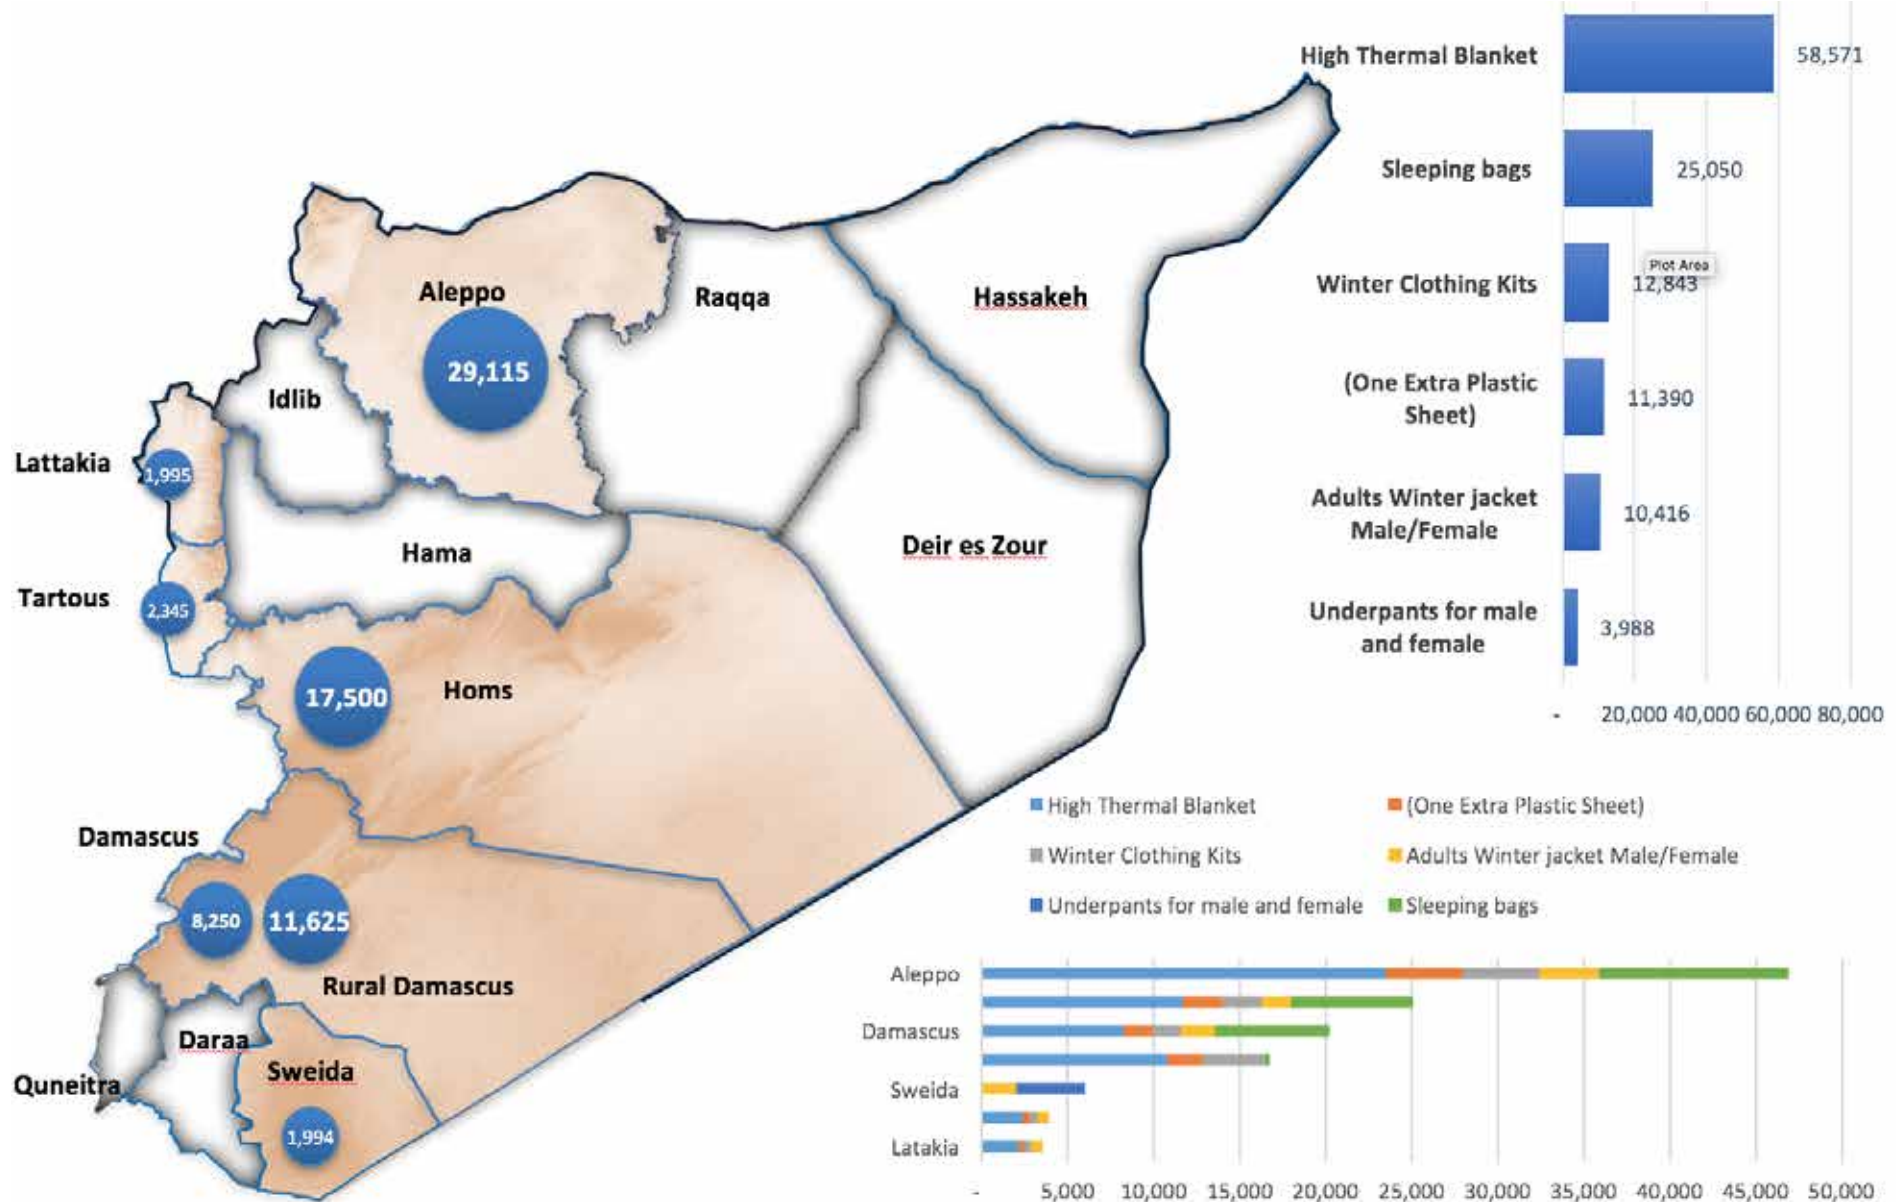 Aleppo
29,115
Raqqa
Hassakeh
Idlib
Lattakia
1,995
Hama
Deir es Zour
Tartous
2,345
17,500
Homs
Damascus
8,250
11,625
Rural Damascus
Daraa
Sweida
Quneitra
1,994
High Thermal Blanket
58,571
Sleeping bags
25,050
Plot Area
Winter Clothing Kits
12,843
(One Extra Plastic
Sheet)
11,390
Adults Winter jacket
Male/Female
10,416
Underpants for male
and female
3,988
- 20,000 40,000 60,000 80,000
High Thermal Blanket
(One Extra Plastic Sheet)
Winter Clothing Kits
Adults Winter jacket Male/Female
Underpants for male and female
Sleeping bags
Aleppo
Damascus
Sweida
Latakia
- 5,000 10,000 15,000 20,000 25,000 30,000 35,000 40,000 45,000 50,000